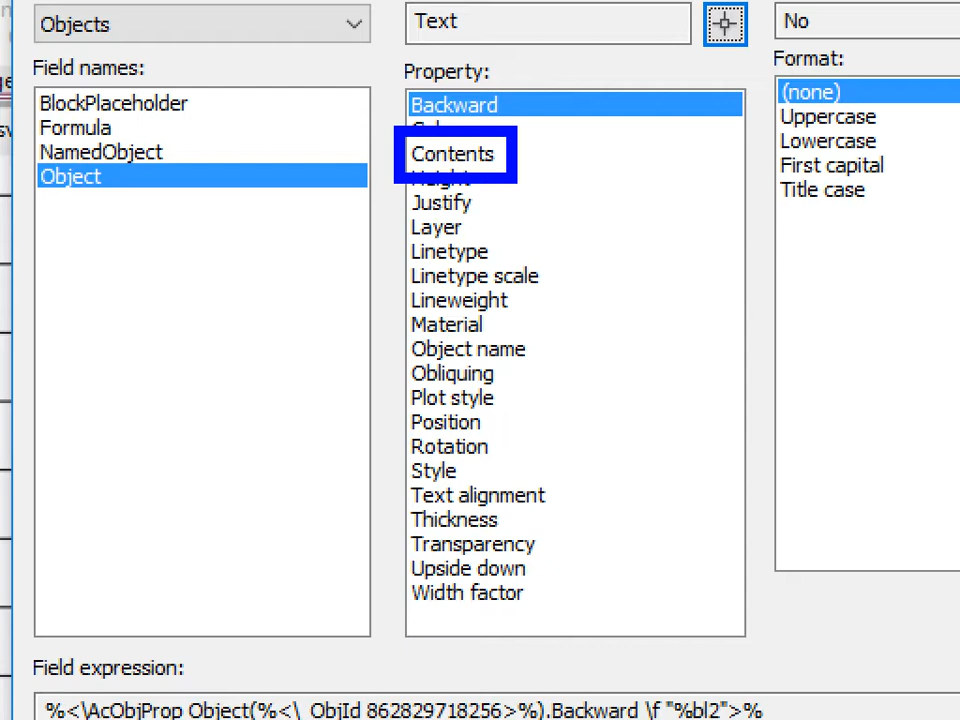 Objects
Text
No
Field names:
Property:
Format:
BlockPlaceholder
Formula
NamedObject
Object
Backward
Contents
Height
Justify
Layer
Linetype
Linetype scale
Lineweight
Material
Object name
Obliquing
Plot style
Position
Rotation
Style
Text alignment
Thickness
Transparency
Upside down
Width factor
(none)
Uppercase
Lowercase
First capital
Title case
Field expression:
%<\AcObjProp Object(%<\_ObjId 862829718256>%).Backward \f "%bl2">%